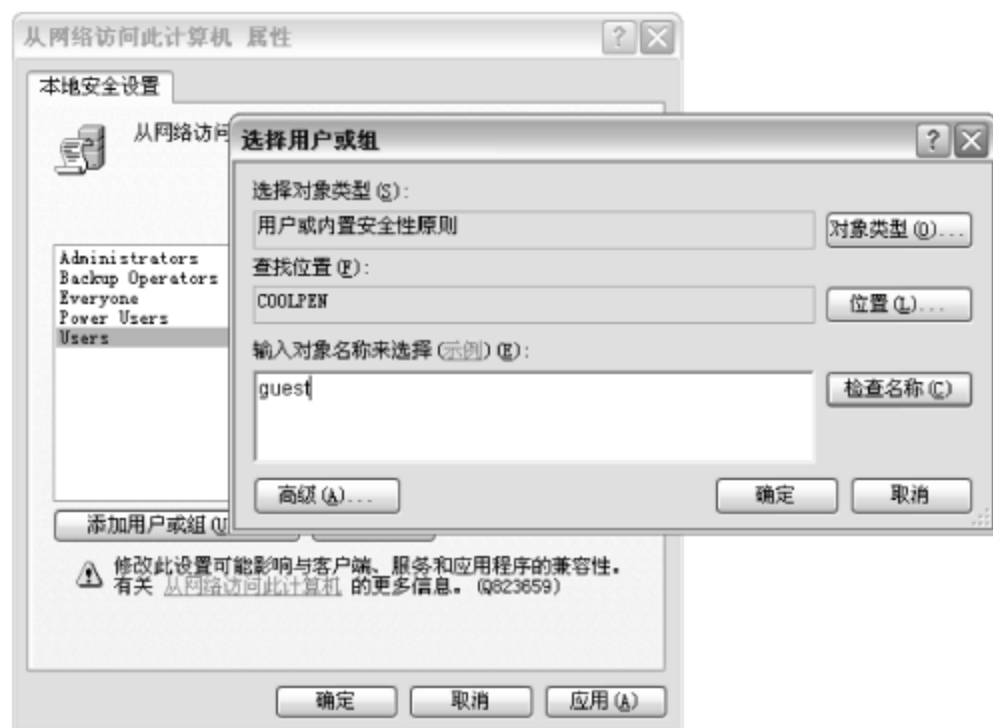 从网络访问此计算机 属性
本地安全设置
从网络访问
选择用户或组
选择对象类型(S):
用户或内置安全性原则
对象类型(O)...
查找位置(F):
COOLPEN
位置(L)...
输入对象名称来选择(示例)(E):
guest
检查名称(C)
高级(A)...
确定
取消
Administrators
Backup Operators
Everyone
Power Users
Users
添加用户或组(U
修改此设置可能影响与客户端、服务和应用程序的兼容性。
有关 从网络访问此计算机 的更多信息。(Q823659)
确定
取消
应用(A)